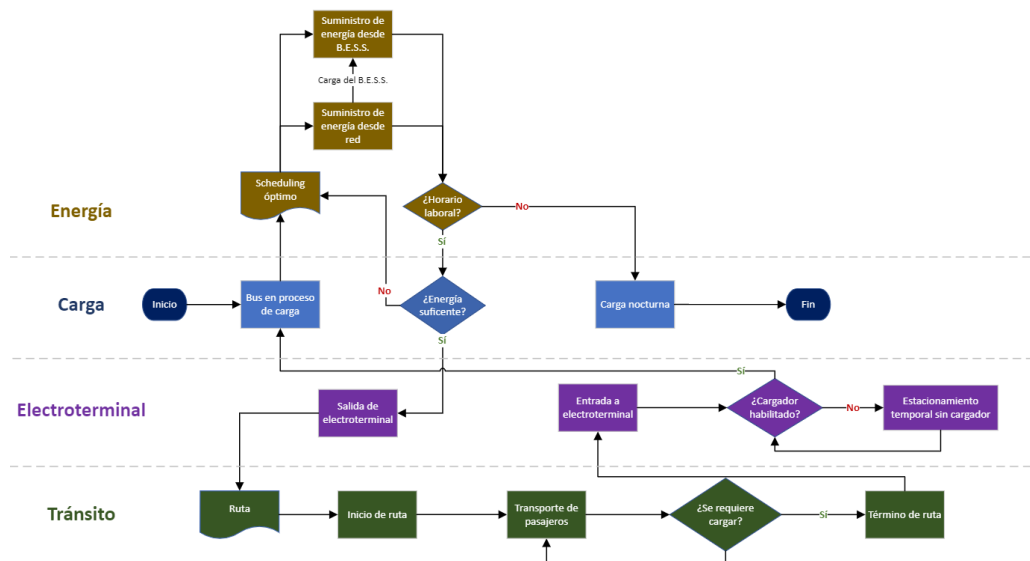 Suministro de
energía desde
B.E.S.S.
Carga del B.E.S.S.
Suministro de
energía desde
red
Scheduling
óptimo
¿Horario
laboral?
No
Energía
Sí
Inicio
Bus en proceso
de carga
No
¿Energía
suficente?
Carga nocturna
Fin
Carga
Sí
Sí
Electroterminal
Salida de
electroterminal
Entrada a
electroterminal
¿Cargador
habilitado?
No
Estacionamiento
temporal sin cargador
Tránsito
Ruta
Inicio de ruta
Transporte de
pasajeros
¿Se requiere
cargar?
Sí
Término de ruta